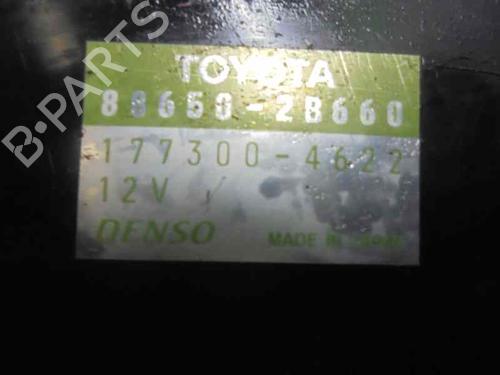 TOYOTA
88650-2B660
177300-4622
12V
DENSO MADE IN JAPAN
B-PARTS